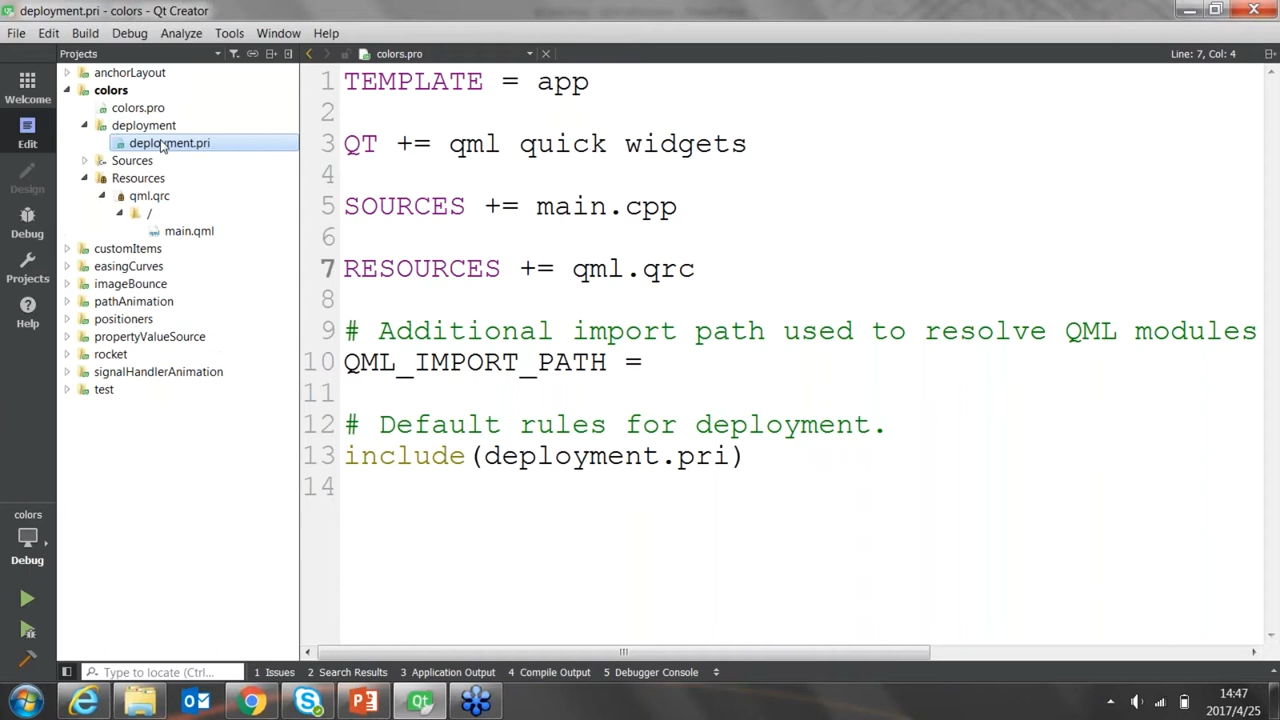 deployment.pri - colors - Qt Creator
File Edit Build Debug Analyze Tools Window Help
Projects
colors.pro
Line: 7, Col: 4
Welcome
Edit
Design
Debug
Projects
Help
colors
Debug
anchorLayout
colors
colors.pro
deployment
deployment.pri
Sources
Resources
qml.qrc
/
main.qml
customItems
easingCurves
imageBounce
pathAnimation
positioners
propertyValueSource
rocket
signalHandlerAnimation
test
1 TEMPLATE = app
2
3 QT += qml quick widgets
4
5 SOURCES += main.cpp
6
7 RESOURCES += qml.qrc
8
9 # Additional import path used to resolve QML modules
10 QML_IMPORT_PATH =
11
12 # Default rules for deployment.
13 include(deployment.pri)
14
Type to locate (Ctrl...
1 Issues 2 Search Results 3 Application Output 4 Compile Output 5 Debugger Console
14:47
2017/4/25